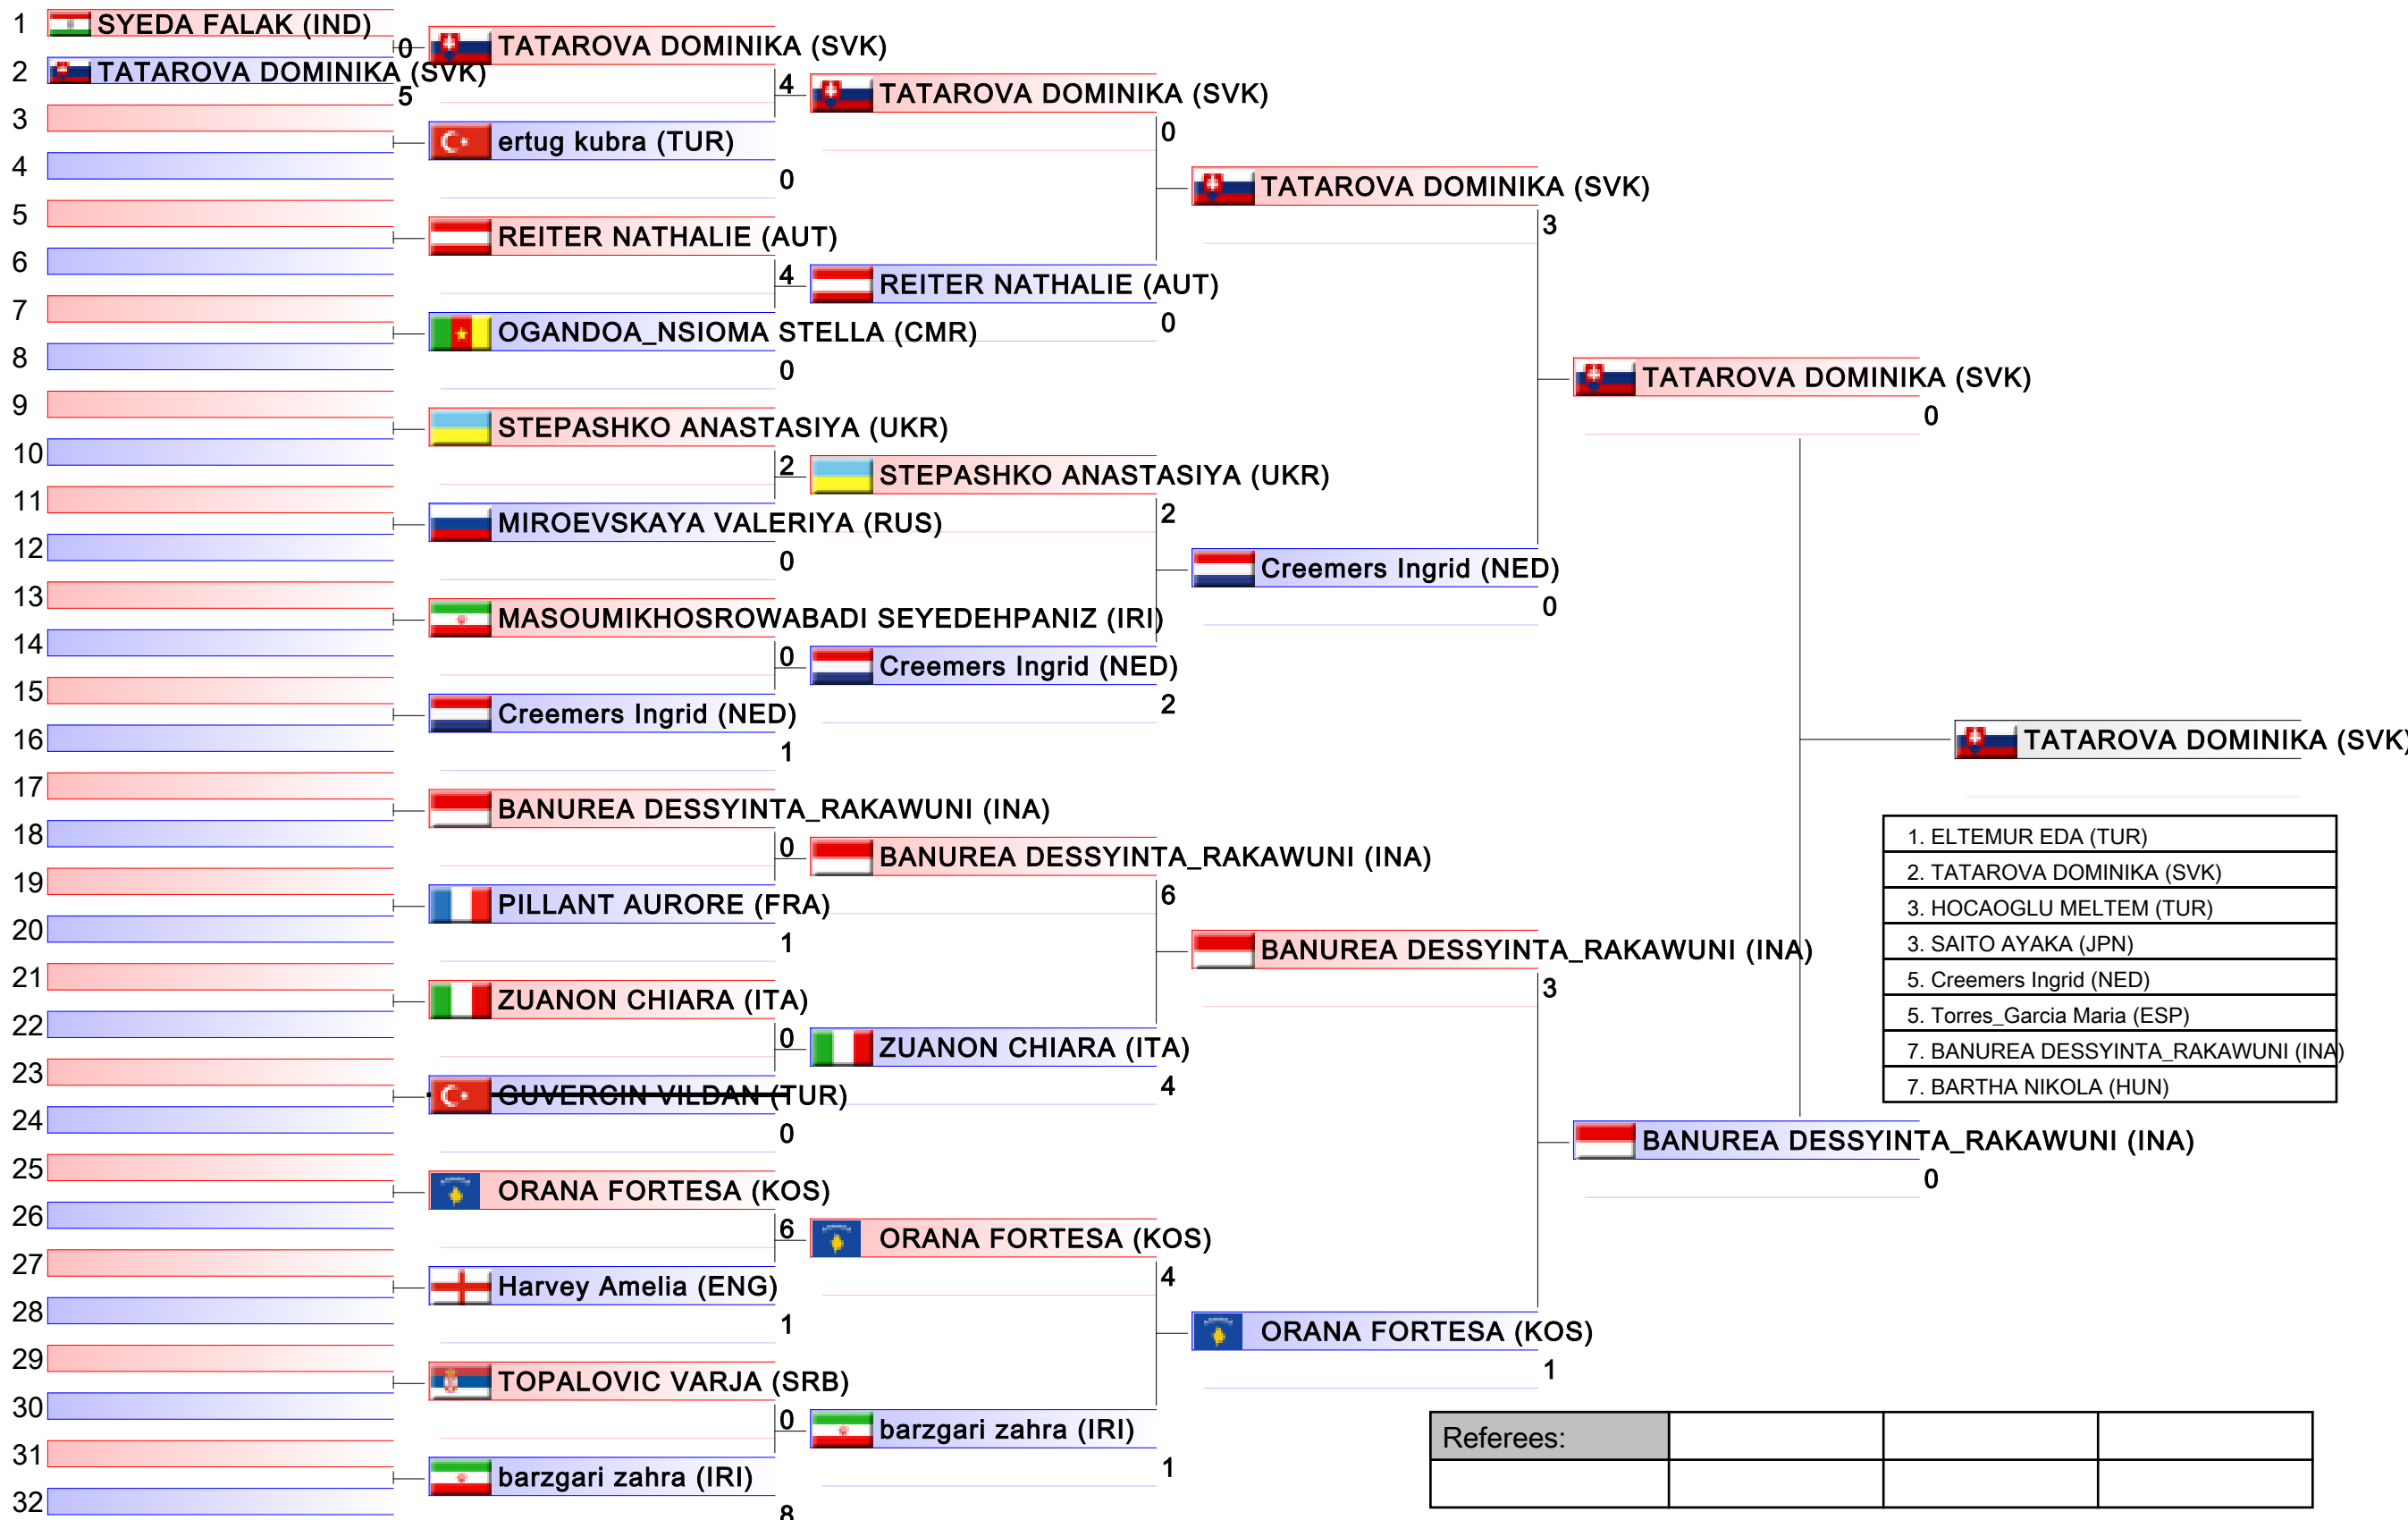 1 SYEDA FALAK (IND)
0
2 TATAROVA DOMINIKA (SVK)
5
3
4
5
6
7
8
9
10
11
12
13
14
15
16
17
18
19
20
21
22
23
24
25
26
27
28
29
30
31
32
TATAROVA DOMINIKA (SVK)
4
ertug kubra (TUR)
0
REITER NATHALIE (AUT)
4
OGANDOA_NSIOMA STELLA (CMR)
0
STEPASHKO ANASTASIYA (UKR)
2
MIROEVSKAYA VALERIYA (RUS)
0
MASOUMIKHOSROWABADI SEYEDEHPANIZ (IRI)
0
Creemers Ingrid (NED)
1
BANUREA DESSYINTA_RAKAWUNI (INA)
0
PILLANT AURORE (FRA)
1
ZUANON CHIARA (ITA)
0
GUVERCIN VILDAN (TUR)
0
ORANA FORTESA (KOS)
6
Harvey Amelia (ENG)
1
TOPALOVIC VARJA (SRB)
0
barzgari zahra (IRI)
8
TATAROVA DOMINIKA (SVK)
0
REITER NATHALIE (AUT)
0
STEPASHKO ANASTASIYA (UKR)
2
Creemers Ingrid (NED)
2
BANUREA DESSYINTA_RAKAWUNI (INA)
6
ZUANON CHIARA (ITA)
4
ORANA FORTESA (KOS)
4
barzgari zahra (IRI)
1
TATAROVA DOMINIKA (SVK)
3
Creemers Ingrid (NED)
0
BANUREA DESSYINTA_RAKAWUNI (INA)
3
ORANA FORTESA (KOS)
1
TATAROVA DOMINIKA (SVK)
0
BANUREA DESSYINTA_RAKAWUNI (INA)
0
TATAROVA DOMINIKA (SVK)
1. ELTEMUR EDA (TUR)
2. TATAROVA DOMINIKA (SVK)
3. HOCAOGLU MELTEM (TUR)
3. SAITO AYAKA (JPN)
5. Creemers Ingrid (NED)
5. Torres_Garcia Maria (ESP)
7. BANUREA DESSYINTA_RAKAWUNI (INA)
7. BARTHA NIKOLA (HUN)
Referees: